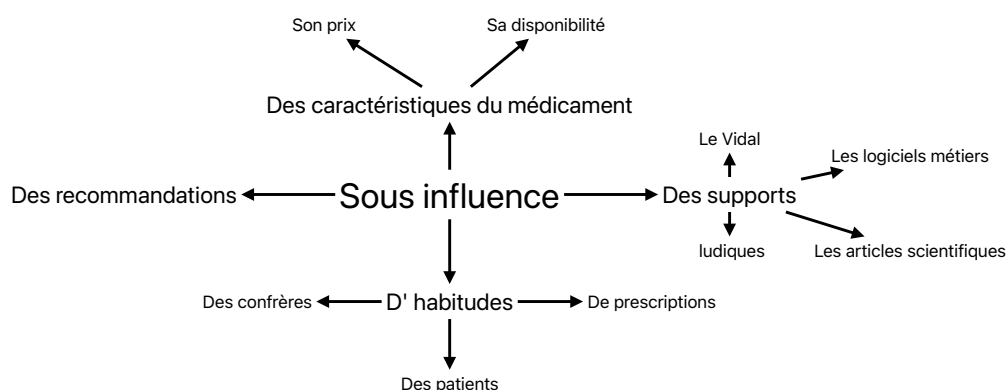 Son prix
Sa disponibilité
Des caractéristiques du médicament
Le Vidal
Les logiciels métiers
Des recommandations
Sous influence
Des supports
ludiques
Les articles scientifiques
Des confrères
D' habitudes
De prescriptions
Des patients